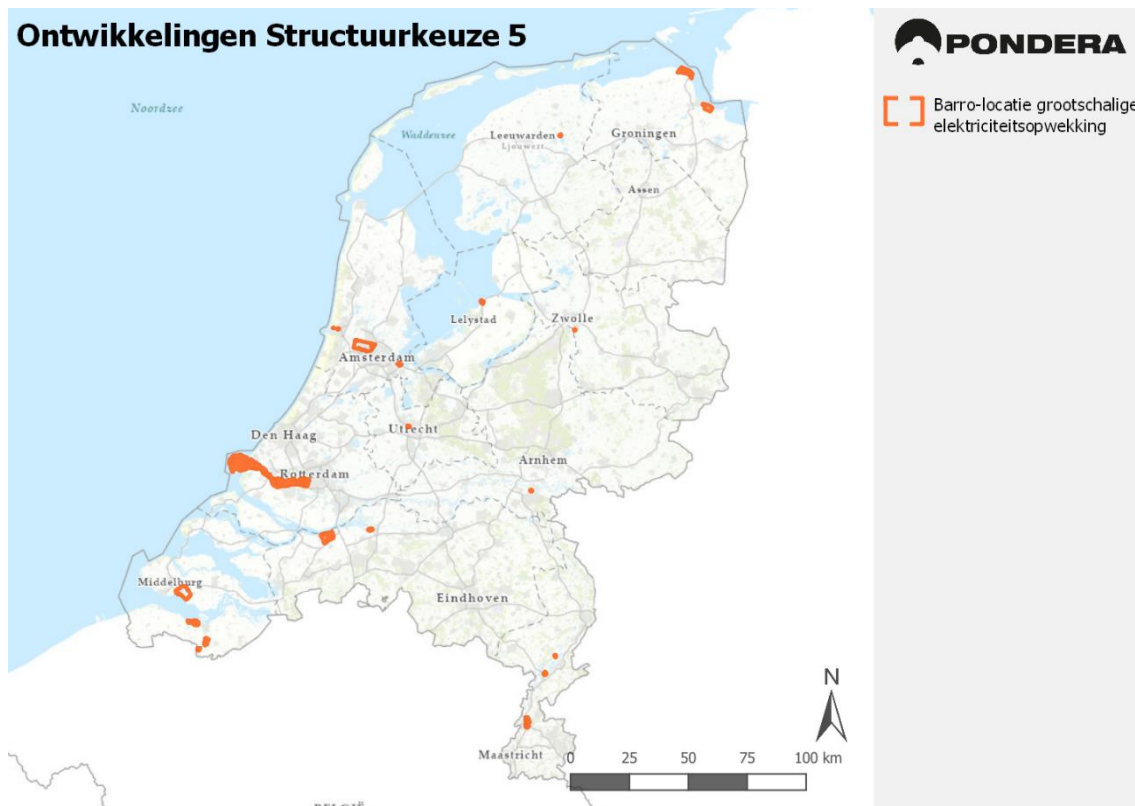 Ontwikkelingen Structuurkeuze 5
PONDERA
Barro-locatie grootschalige
elektriciteitsopwekking
Noordzee
Waddenzee
Leeuwarden
Ljouwert
Groningen
Assen
Lelystad
Zwolle
Amsterdam
Den Haag
Utrecht
Arnhem
Rotterdam
Middelburg
Eindhoven
Maastricht
N
0 25 50 75 100 km
BELGIË